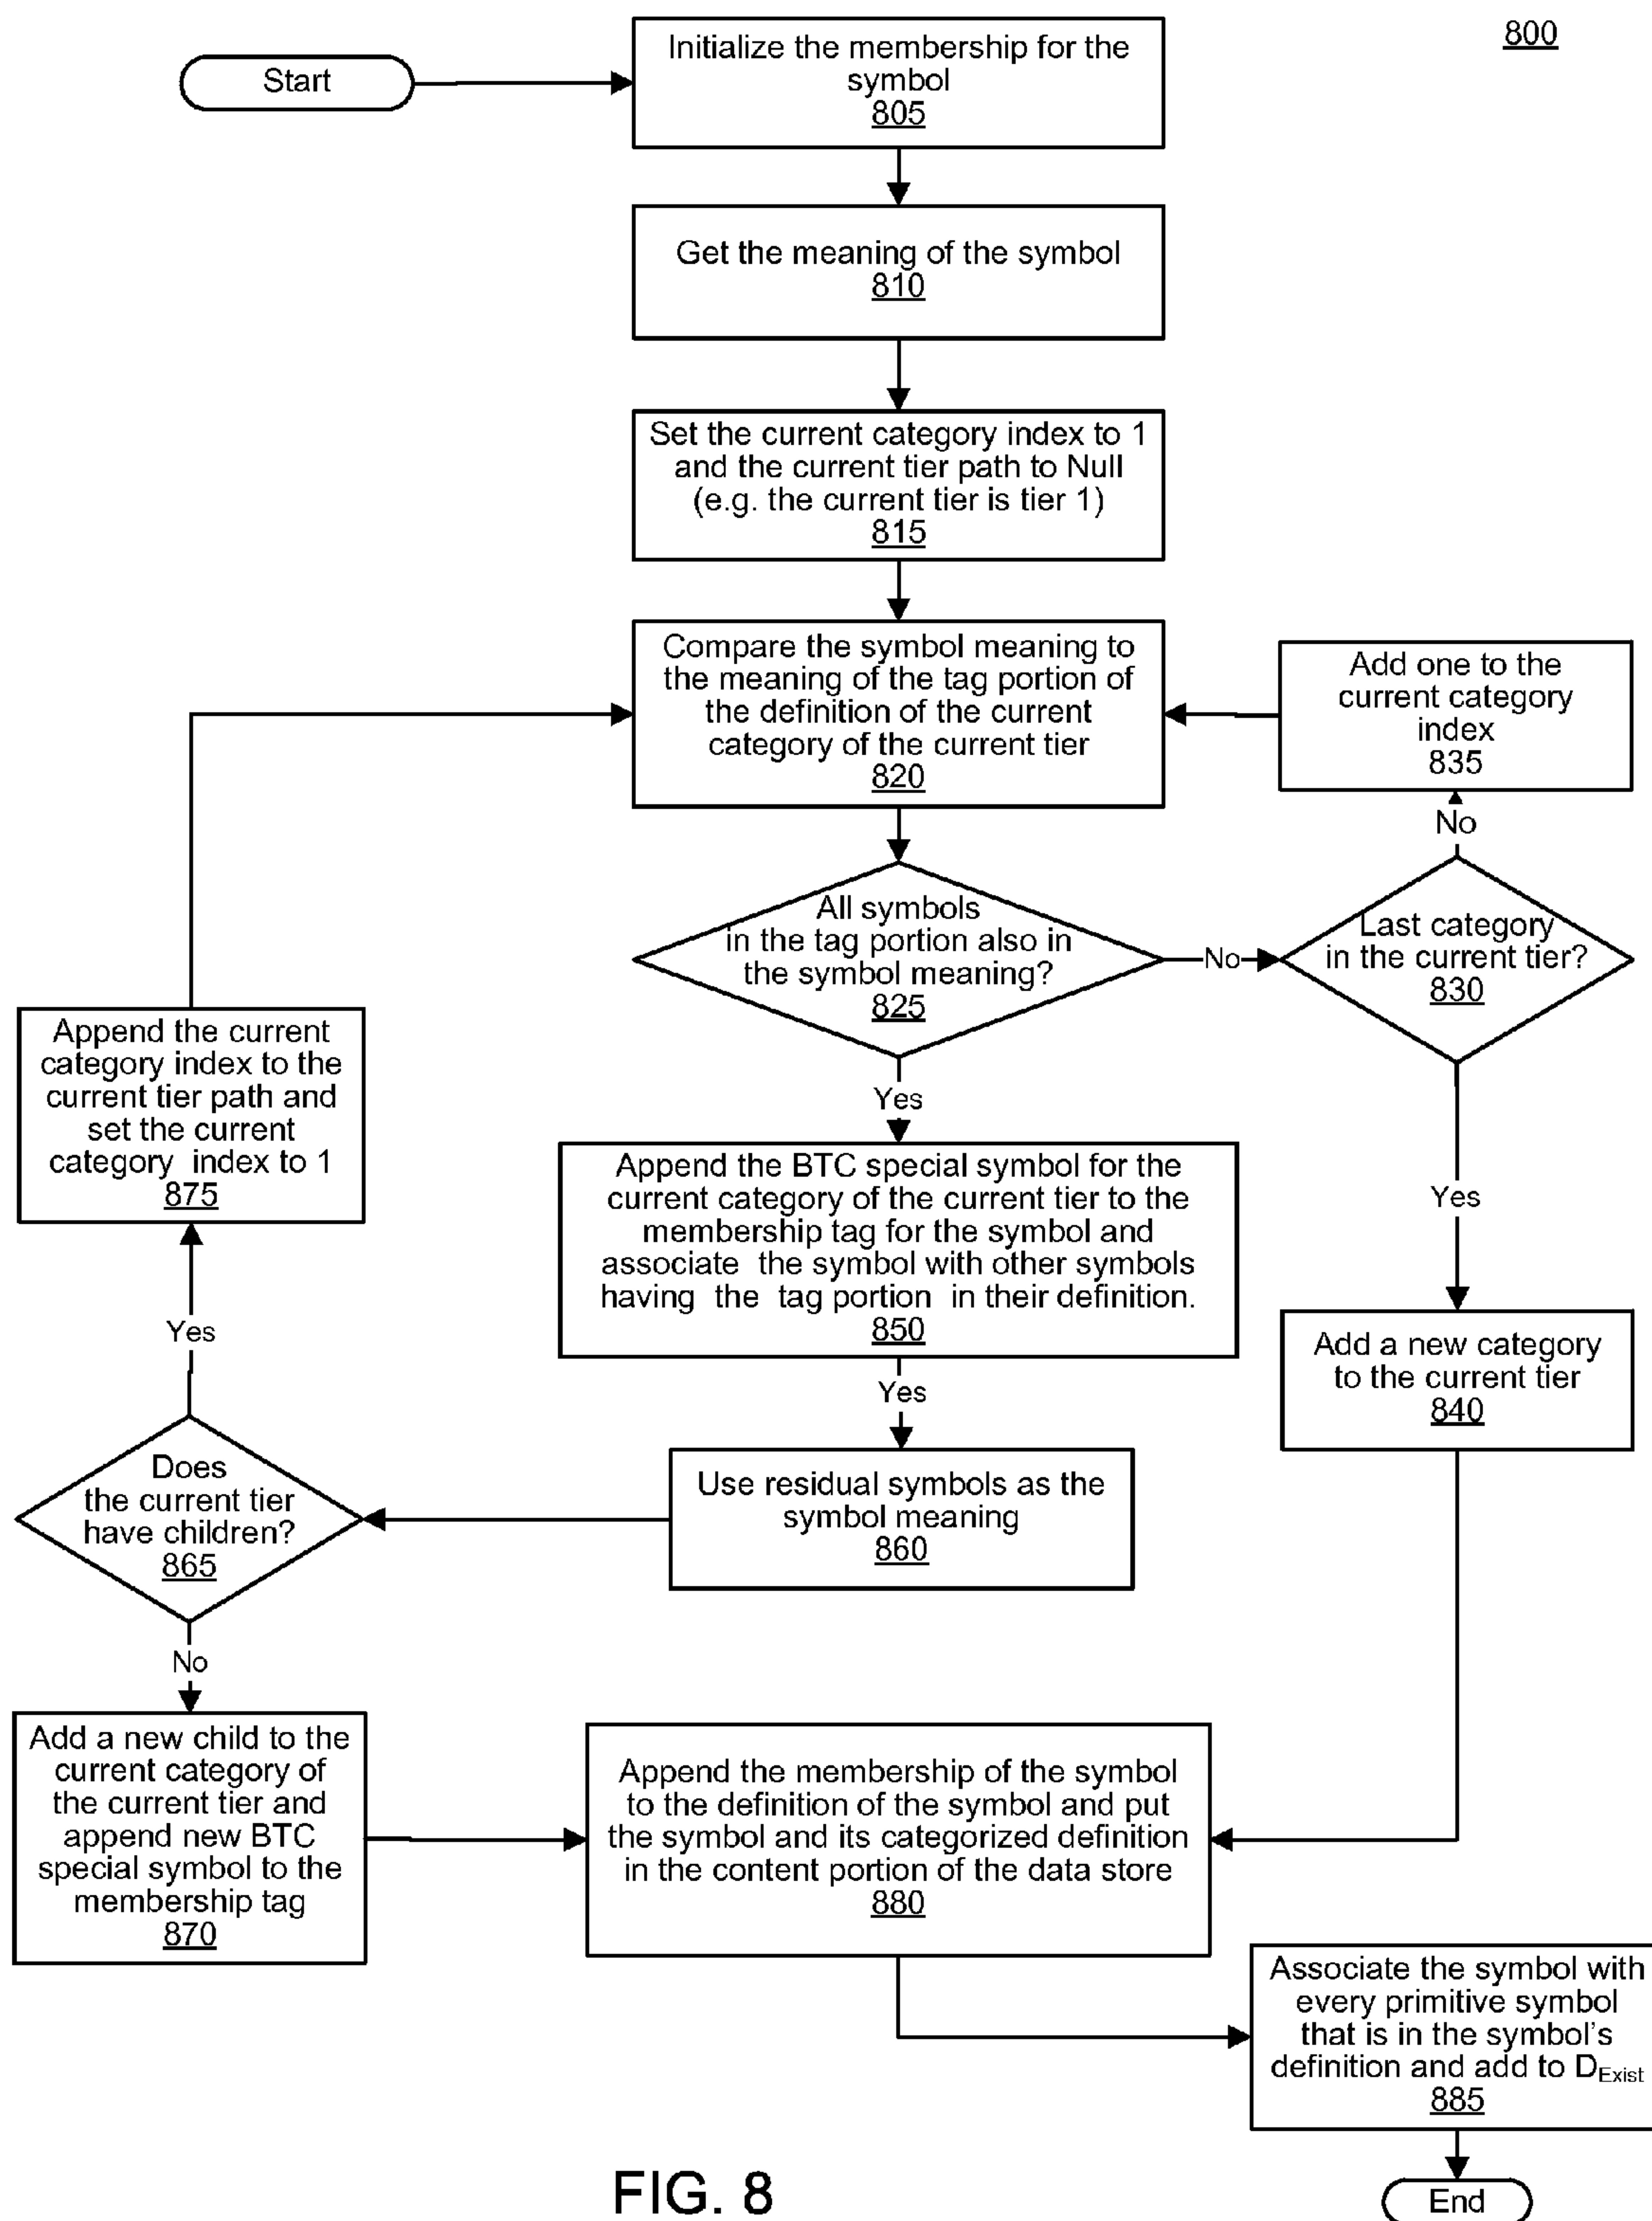 800
Start
Initialize the membership for the
symbol
805
Get the meaning of the symbol
810
Set the current category index to 1
and the current tier path to Null
(e.g. the current tier is tier 1)
815
Compare the symbol meaning to
the meaning of the tag portion of
the definition of the current
category of the current tier
820
Add one to the
current category
index
835
No
All symbols
in the tag portion also in
the symbol meaning?
825
No
Last category
in the current tier?
830
Yes
Yes
Append the current
category index to the
current tier path and
set the current
category index to 1
875
Append the BTC special symbol for the
current category of the current tier to the
membership tag for the symbol and
associate the symbol with other symbols
having the tag portion in their definition.
850
Yes
Add a new category
to the current tier
840
Yes
Use residual symbols as the
symbol meaning
860
Does
the current tier
have children?
865
No
Add a new child to the
current category of
the current tier and
append new BTC
special symbol to the
membership tag
870
Append the membership of the symbol
to the definition of the symbol and put
the symbol and its categorized definition
in the content portion of the data store
880
Associate the symbol with
every primitive symbol
that is in the symbol's
definition and add to DExist
885
End
FIG. 8